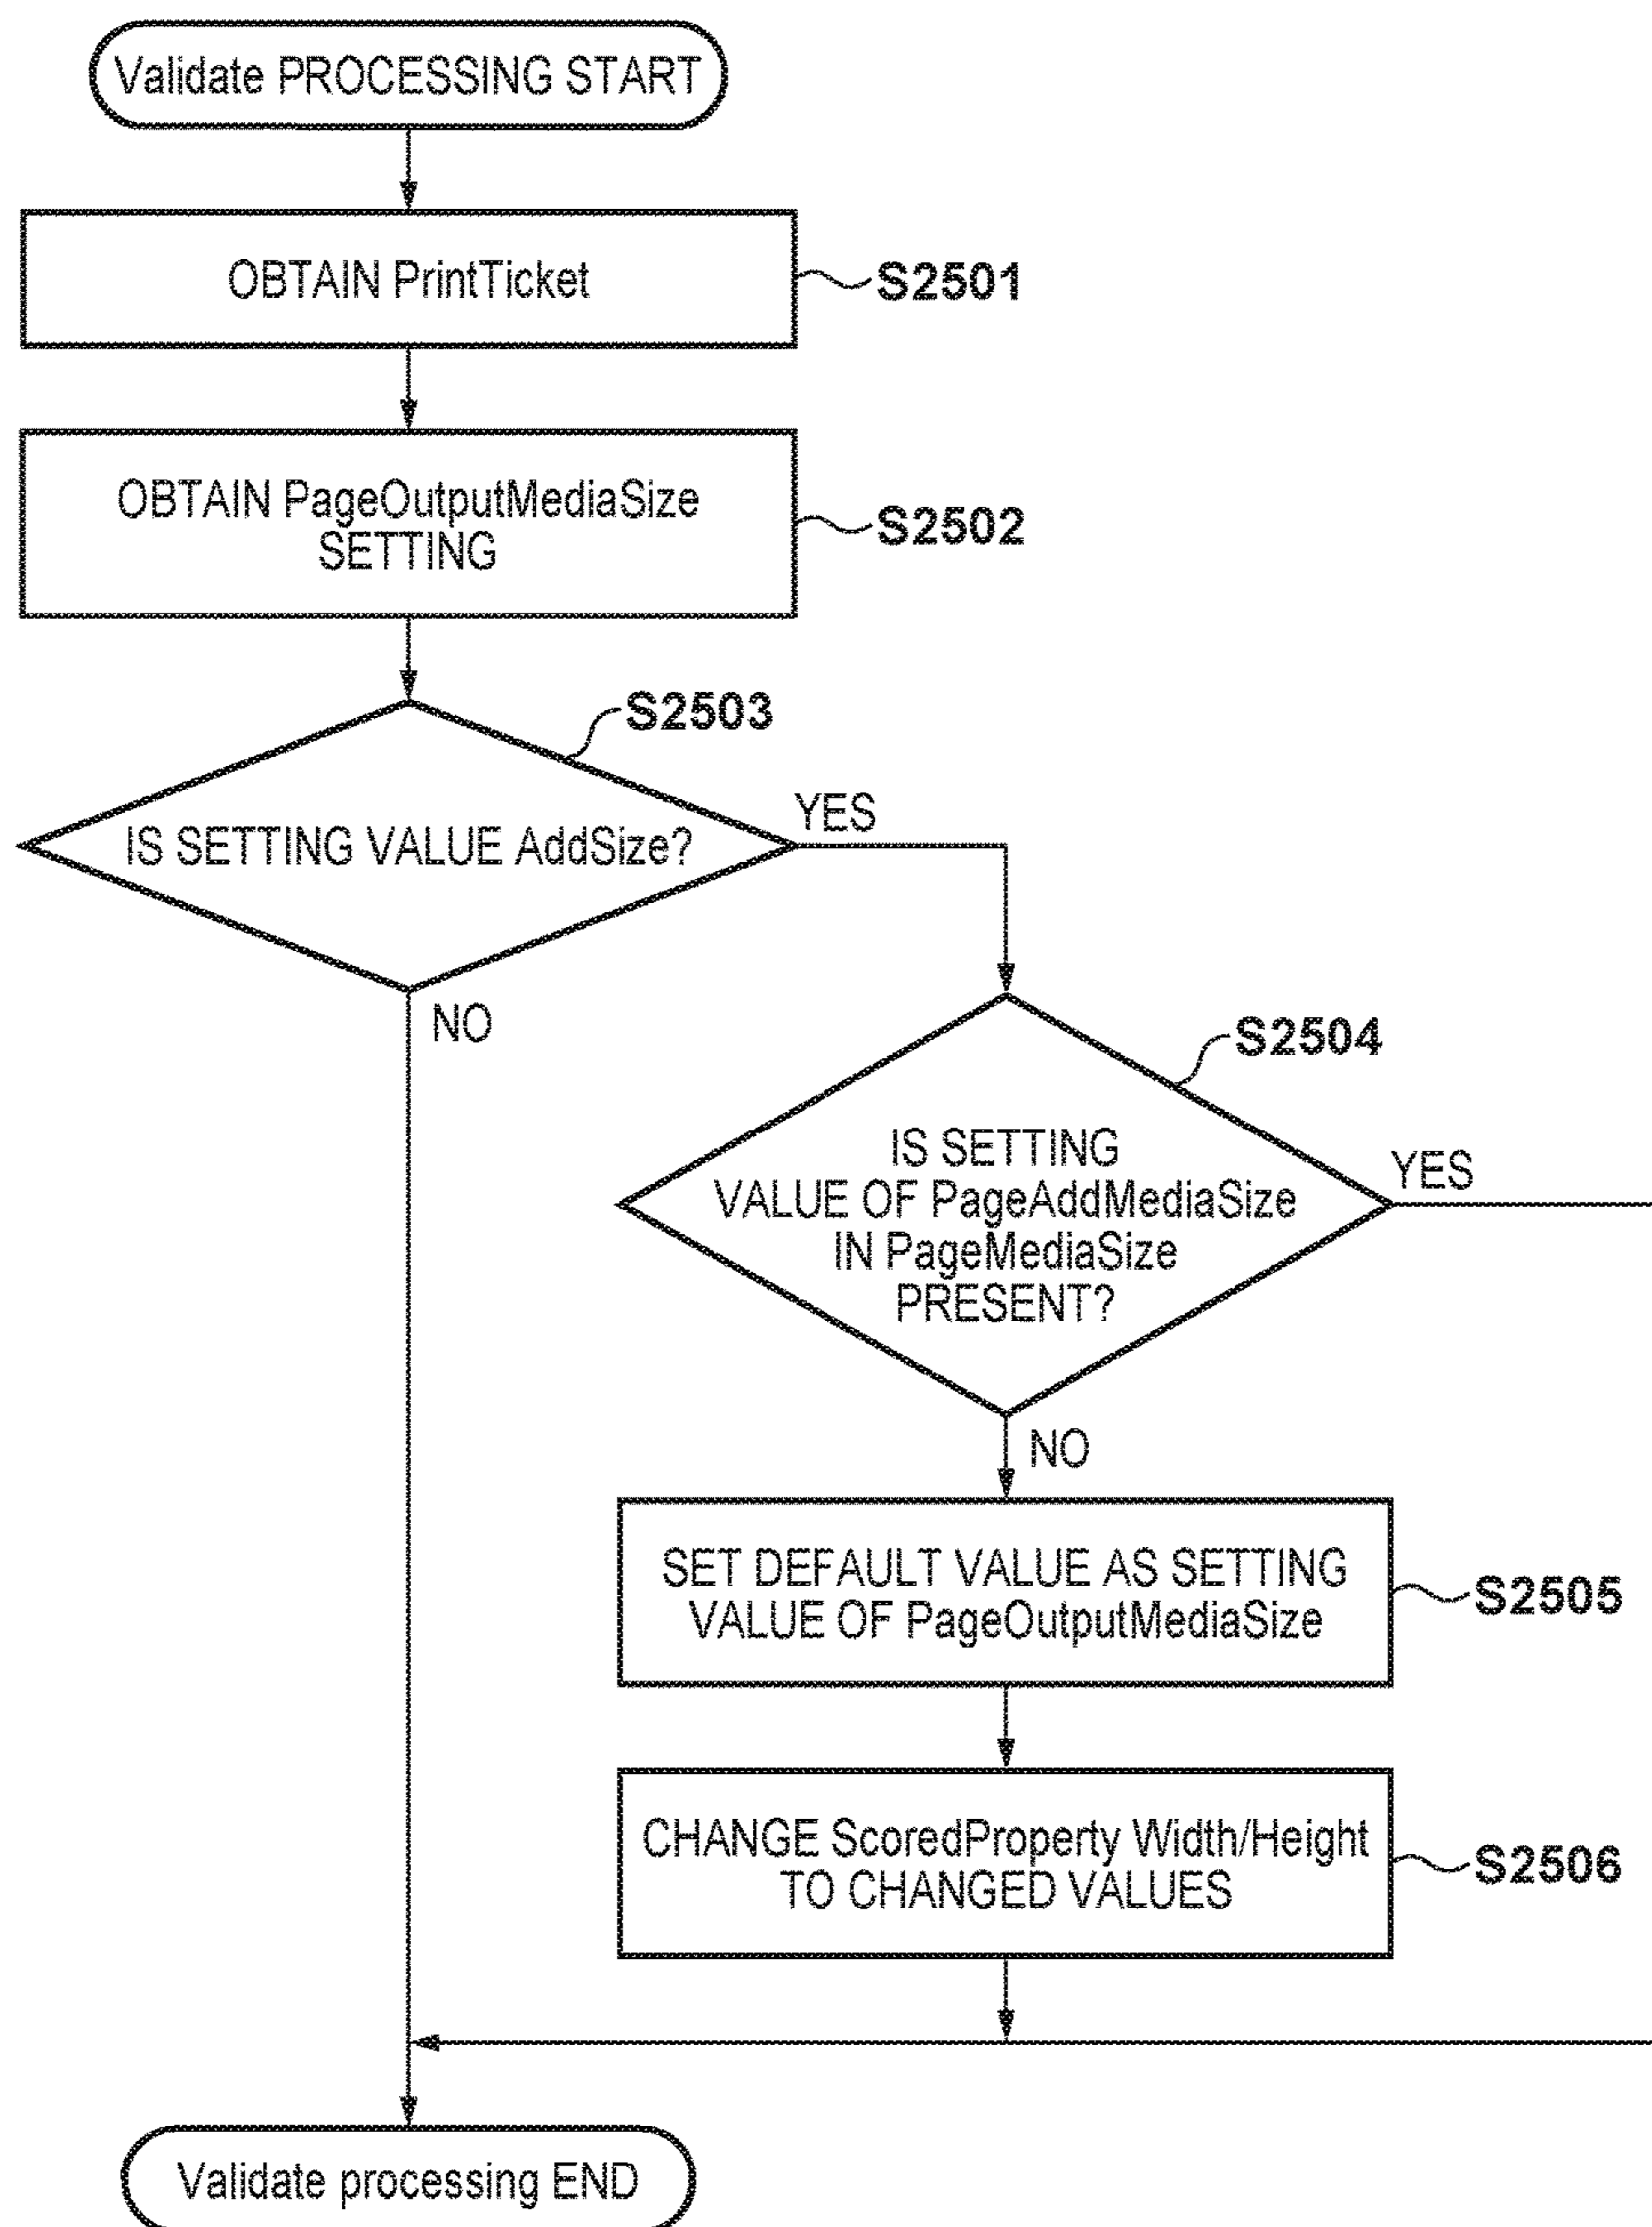 Validate PROCESSING START
OBTAIN PrintTicket
S2501
OBTAIN PageOutputMediaSize
SETTING
S2502
S2503
IS SETTING VALUE AddSize?
YES
NO
S2504
IS SETTING
VALUE OF PageAddMediaSize
IN PageMediaSize
PRESENT?
YES
NO
SET DEFAULT VALUE AS SETTING
VALUE OF PageOutputMediaSize
S2505
CHANGE ScoredProperty Width/Height
TO CHANGED VALUES
S2506
Validate processing END